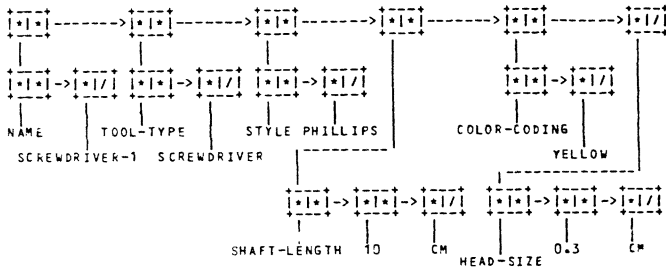 NAME TOOL-TYPE STYLE PHILLIPS COLOR-CODING
SCREWDRIVER-1 SCREWDRIVER YELLOW
SHAFT-LENGTH 10 CM 0.3 CM
HEAD-SIZE